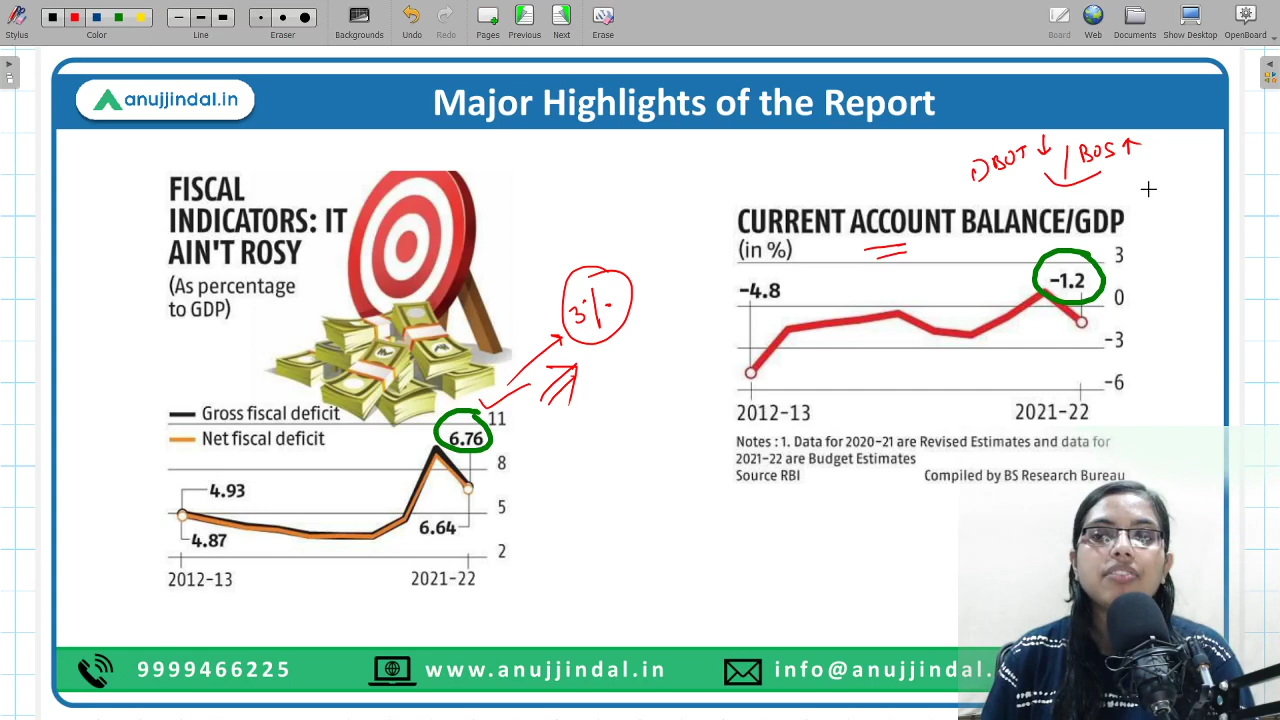 Stylus
Color
Line
Eraser
Backgrounds
Undo
Redo
Pages
Previous
Next
Erase
Board
Web
Documents
Show Desktop
OpenBoard
anujjindal.in
Major Highlights of the Report
BOT ↓ / BOS ↑
FISCAL
INDICATORS: IT
AIN'T ROSY
(As percentage
to GDP)
3%
Gross fiscal deficit
Net fiscal deficit
11
6.76
8
4.93
5
6.64
4.87
2
2012-13
2021-22
CURRENT ACCOUNT BALANCE/GDP
(in %)
3
-1.2
-4.8
0
-3
-6
2012-13
2021-22
Notes : 1. Data for 2020-21 are Revised Estimates and data for
2021-22 are Budget Estimates
Source RBI
Compiled by BS Research Bureau
9999466225
www.anujjindal.in
info@anujjindal.